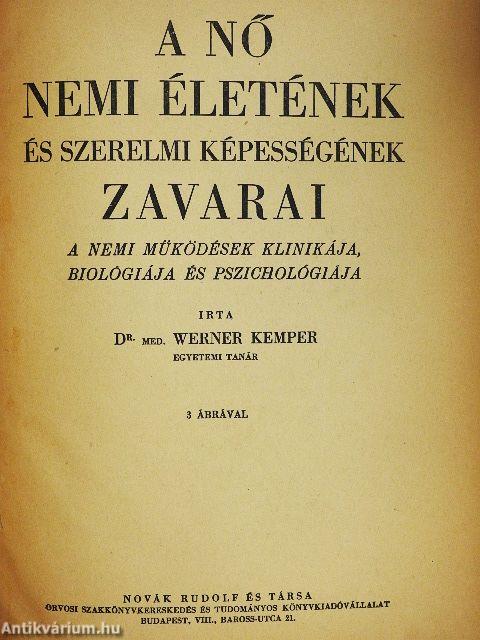 A NŐ
NEMI ÉLETÉNEK
ÉS SZERELMI KÉPESSÉGÉNEK
ZAVARAI
A NEMI MŰKÖDÉSEK KLINIKÁJA,
BIOLÓGIÁJA ÉS PSZICHOLÓGIÁJA
IRTA
DR. MED. WERNER KEMPER
EGYETEMI TANÁR
3 ÁBRÁVAL
NOVÁK RUDOLF ÉS TÁRSA
ORVOSI SZAKKÖNYVKERESKEDÉS ÉS TUDOMÁNYOS KÖNYVKIADÓVÁLLALAT
BUDAPEST, VIII., BAROSS-UTCA 21.
Antikvárium.hu